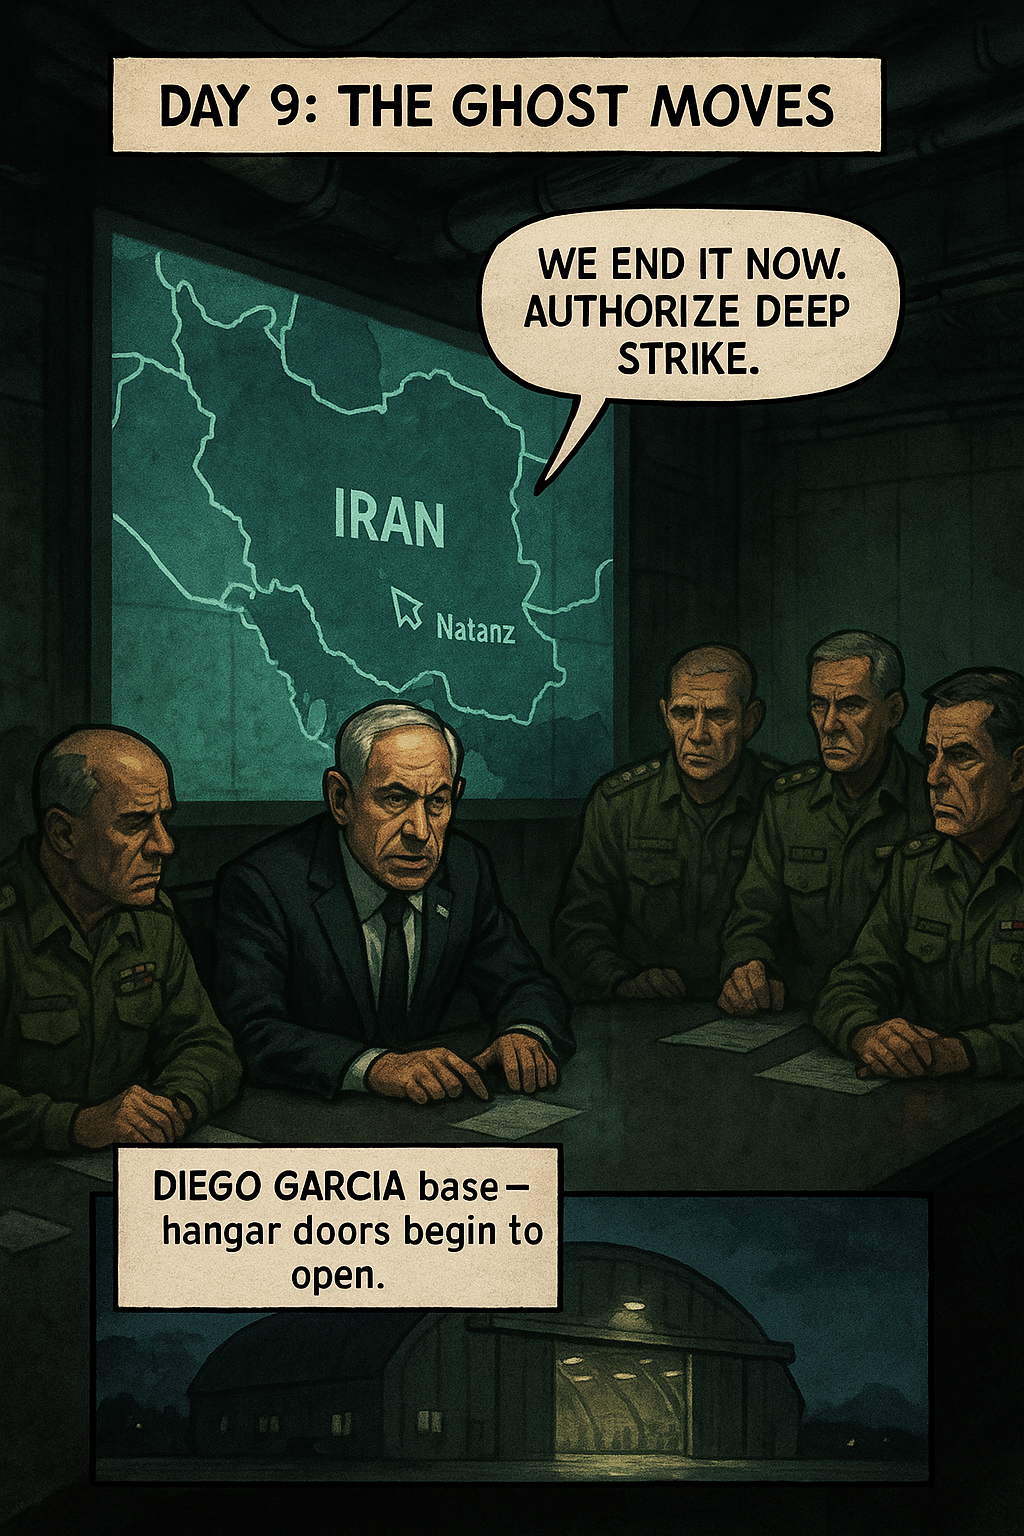 DAY 9: THE GHOST MOVES
WE END IT NOW.
AUTHORIZE DEEP
STRIKE.
IRAN
Natanz
DIEGO GARCIA base–
hangar doors begin to
open.